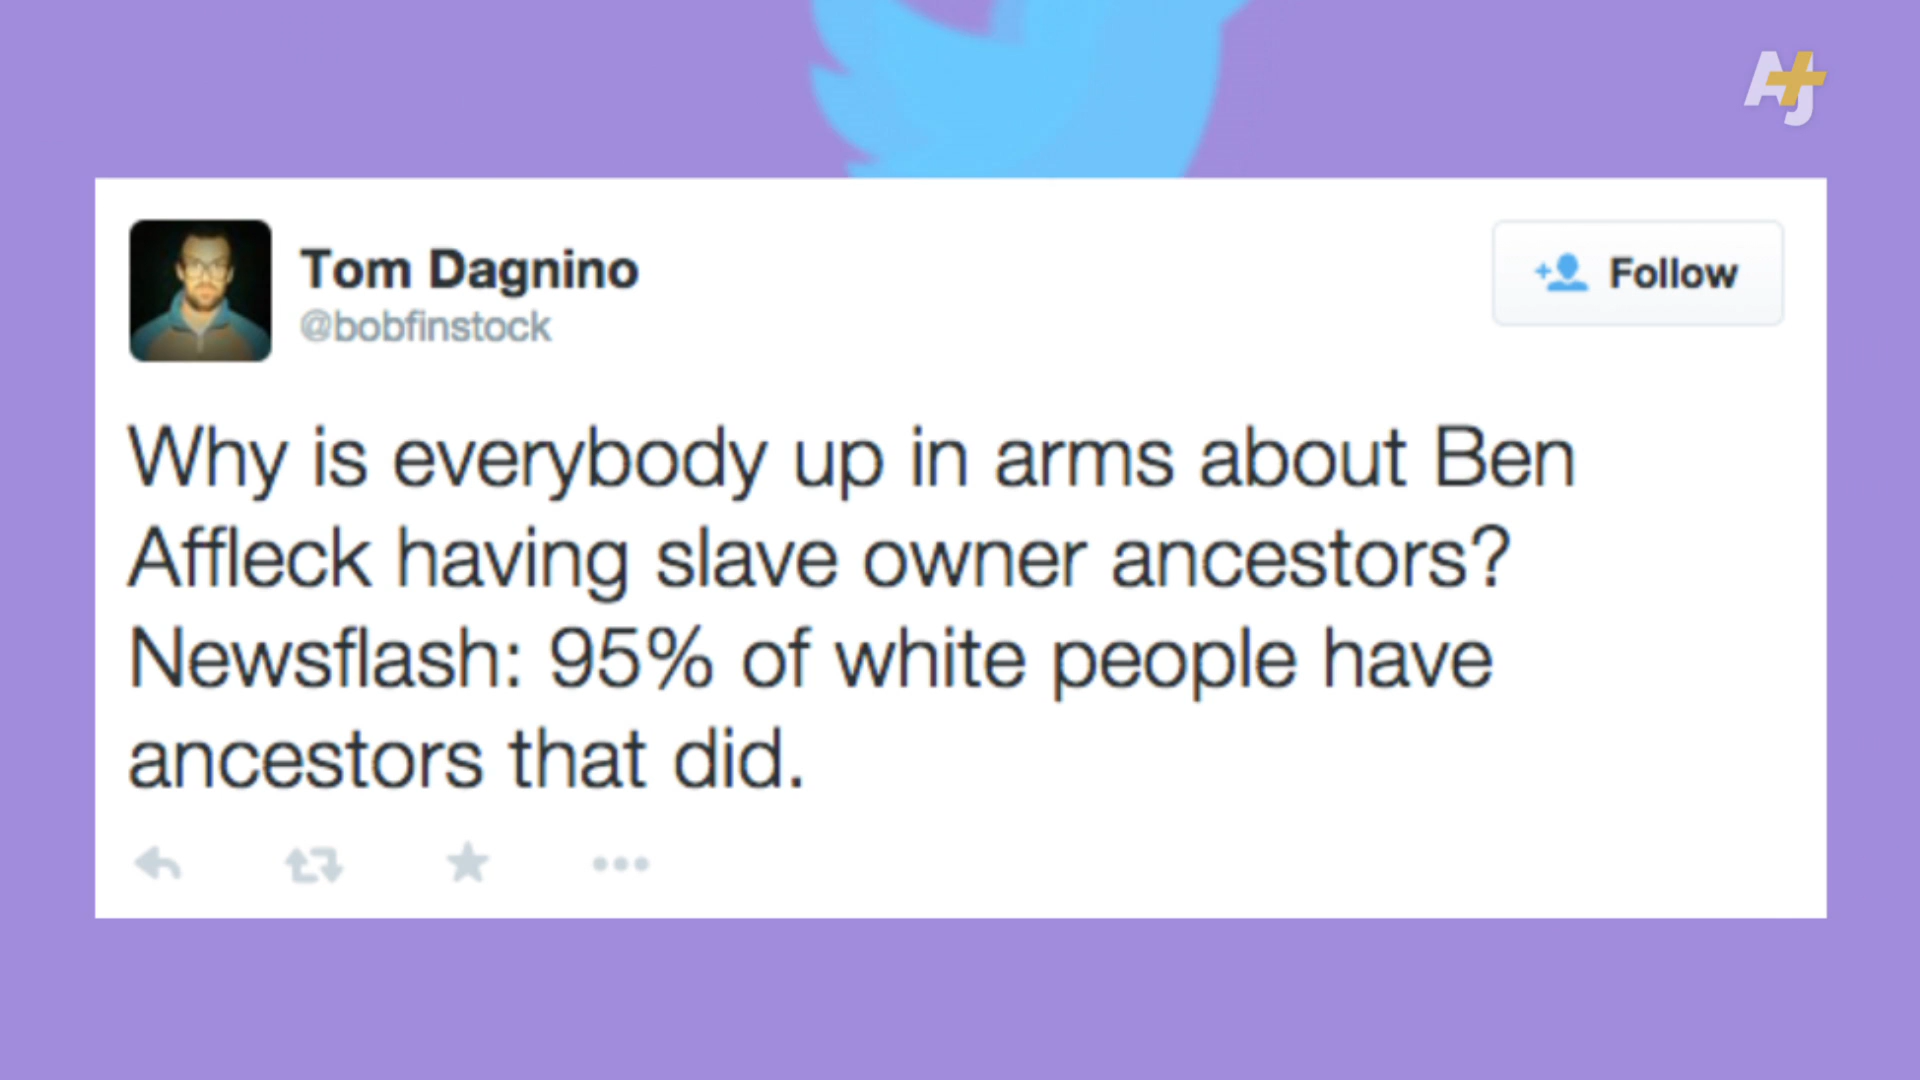 AJ+
Tom Dagnino
@bobfinstock
Follow
Why is everybody up in arms about Ben
Affleck having slave owner ancestors?
Newsflash: 95% of white people have
ancestors that did.